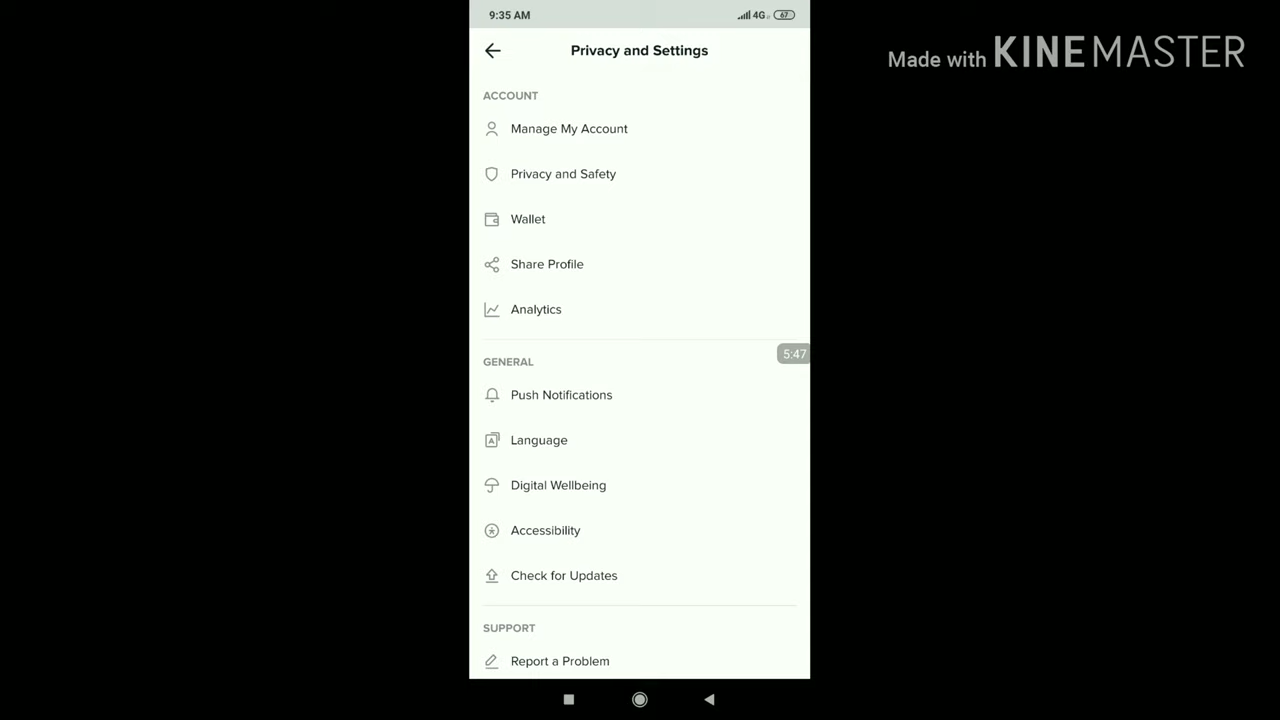 9:35 AM
4G
67
Made with KINEMASTER
Privacy and Settings
ACCOUNT
Manage My Account
Privacy and Safety
Wallet
Share Profile
Analytics
5:47
GENERAL
Push Notifications
Language
Digital Wellbeing
Accessibility
Check for Updates
SUPPORT
Report a Problem